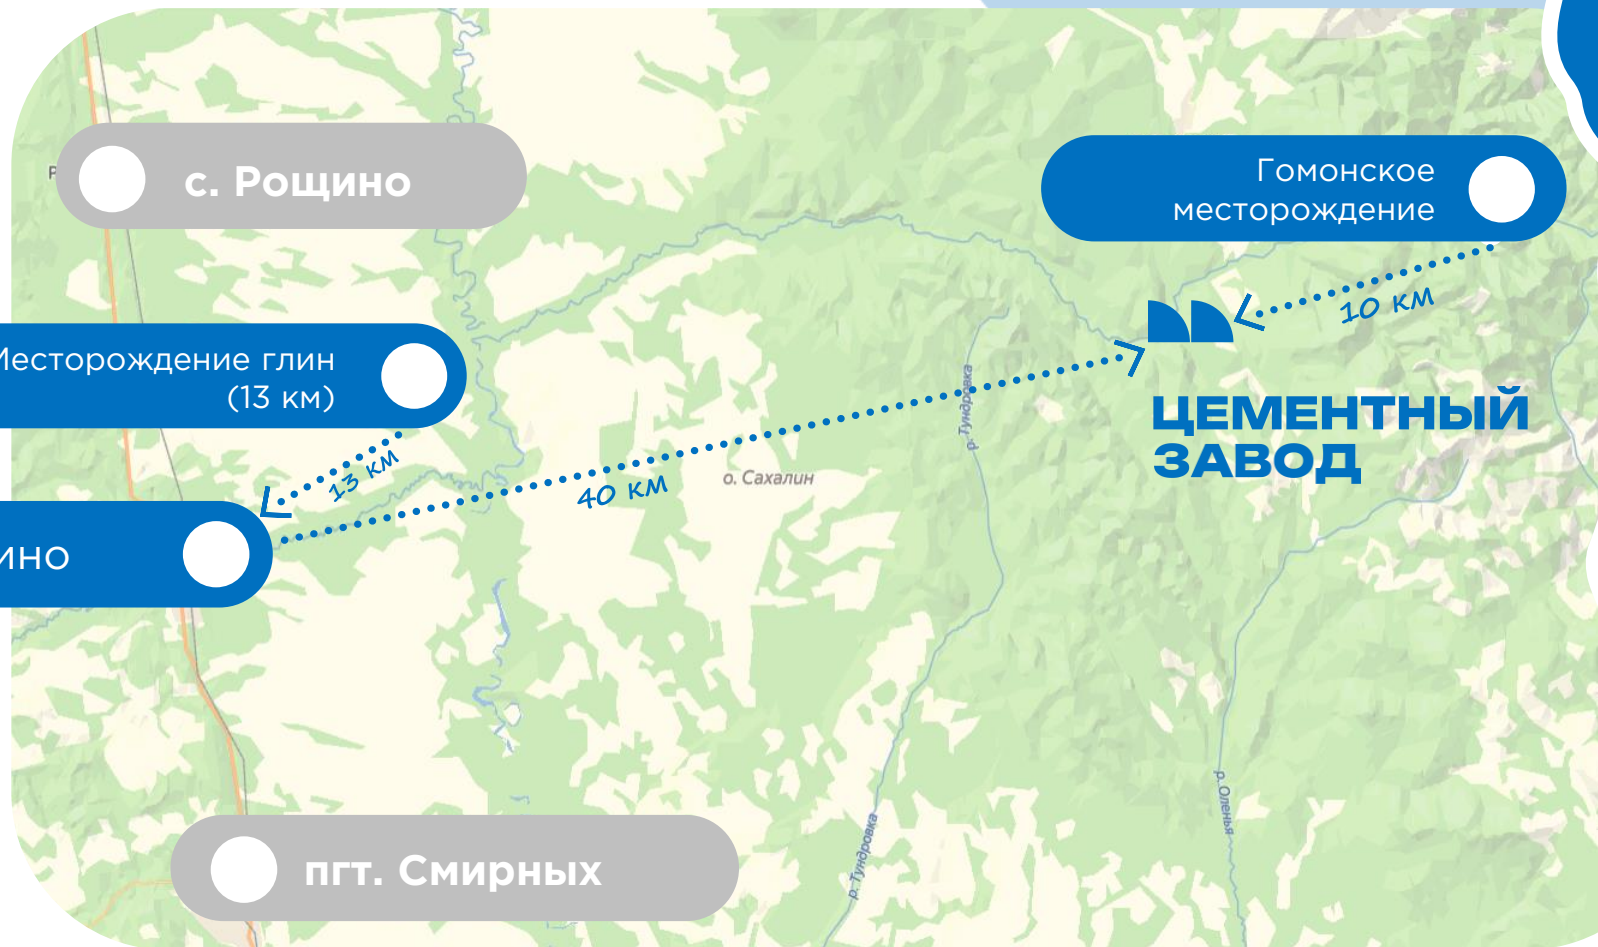 с. Рощино
Гомонское
месторождение
10 км
Месторождение глин
(13 км)
13 км
ЦЕМЕНТНЫЙ
ЗАВОД
р. Тундровка
40 км
о. Сахалин
ино
р. Оленья
р. Тундровка
пгт. Смирных